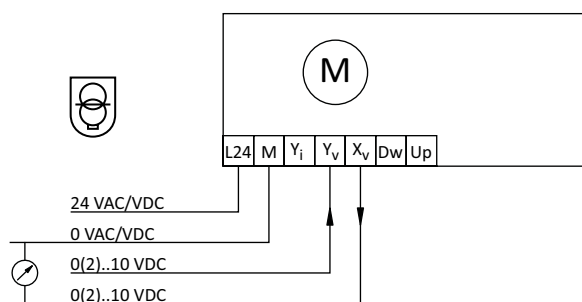 M
L24 M Yi Yv Xv Dw Up
24 VAC/VDC
0 VAC/VDC
0(2)..10 VDC
0(2)..10 VDC